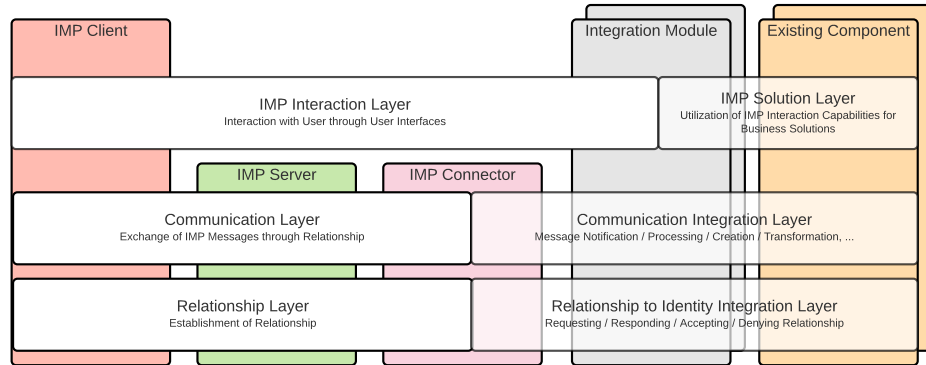 IMP Client
Integration Module
Existing Component
IMP Interaction Layer
Interaction with User through User Interfaces
IMP Solution Layer
Utilization of IMP Interaction Capabilities for
Business Solutions
IMP Server
IMP Connector
Communication Layer
Exchange of IMP Messages through Relationship
Communication Integration Layer
Message Notification / Processing / Creation / Transformation, ...
Relationship Layer
Establishment of Relationship
Relationship to Identity Integration Layer
Requesting / Responding / Accepting / Denying Relationship